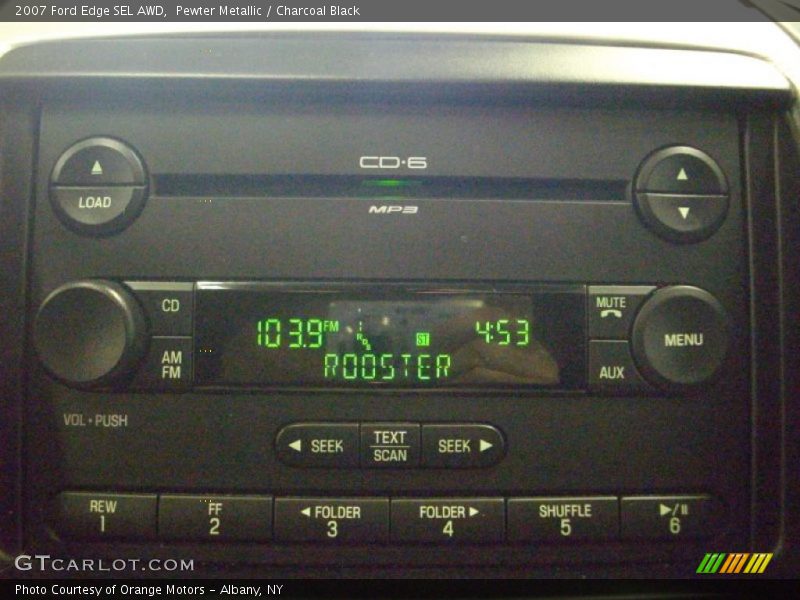 2007 Ford Edge SEL AWD,  Pewter Metallic / Charcoal Black
CD·6
LOAD
MP3
CD
MUTE
103.9 FM
ST
4:53
MENU
AM
FM
ROOSTER
AUX
VOL • PUSH
SEEK
TEXT
SCAN
SEEK
REW
1
FF
2
FOLDER
3
FOLDER
4
SHUFFLE
5
6
GTCARLOT.COM
Photo Courtesy of Orange Motors - Albany, NY